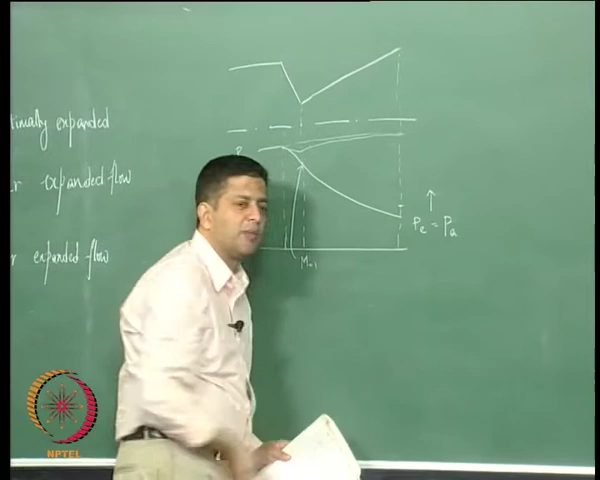 timally expanded
r expanded flow
r expanded flow
P
Pe = Pa
M=1
NPTEL